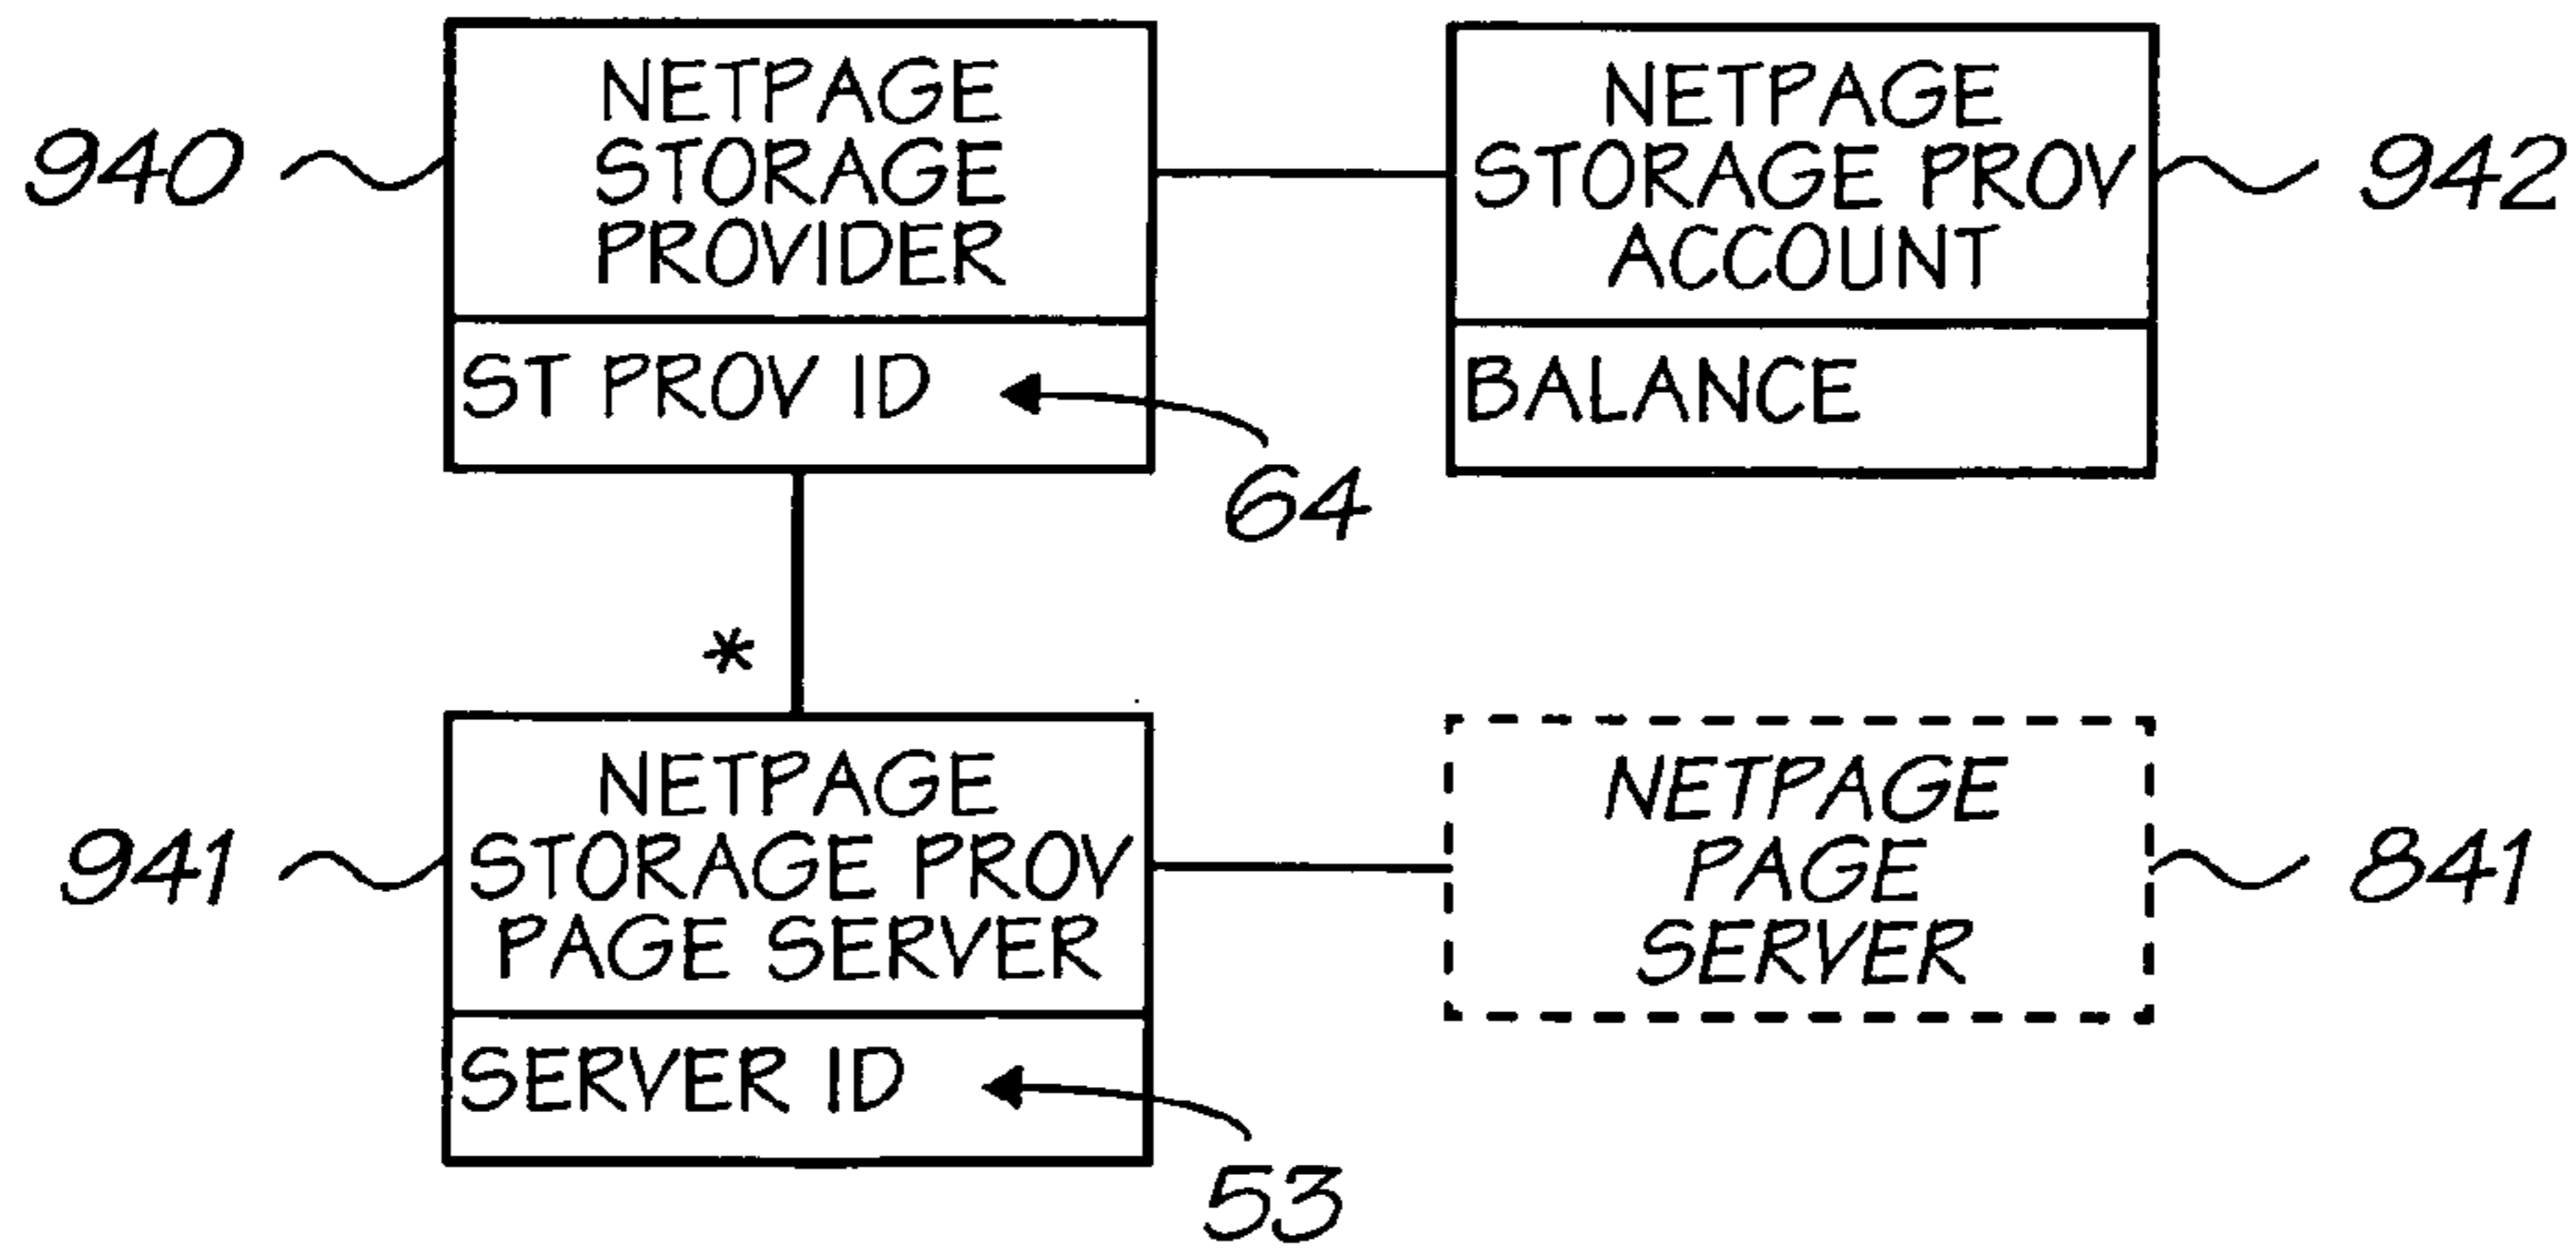 NETPAGE
STORAGE
PROVIDER
940
ST PROV ID
64
NETPAGE
STORAGE PROV
ACCOUNT
942
BALANCE
*
NETPAGE
STORAGE PROV
PAGE SERVER
941
SERVER ID
53
NETPAGE
PAGE
SERVER
841